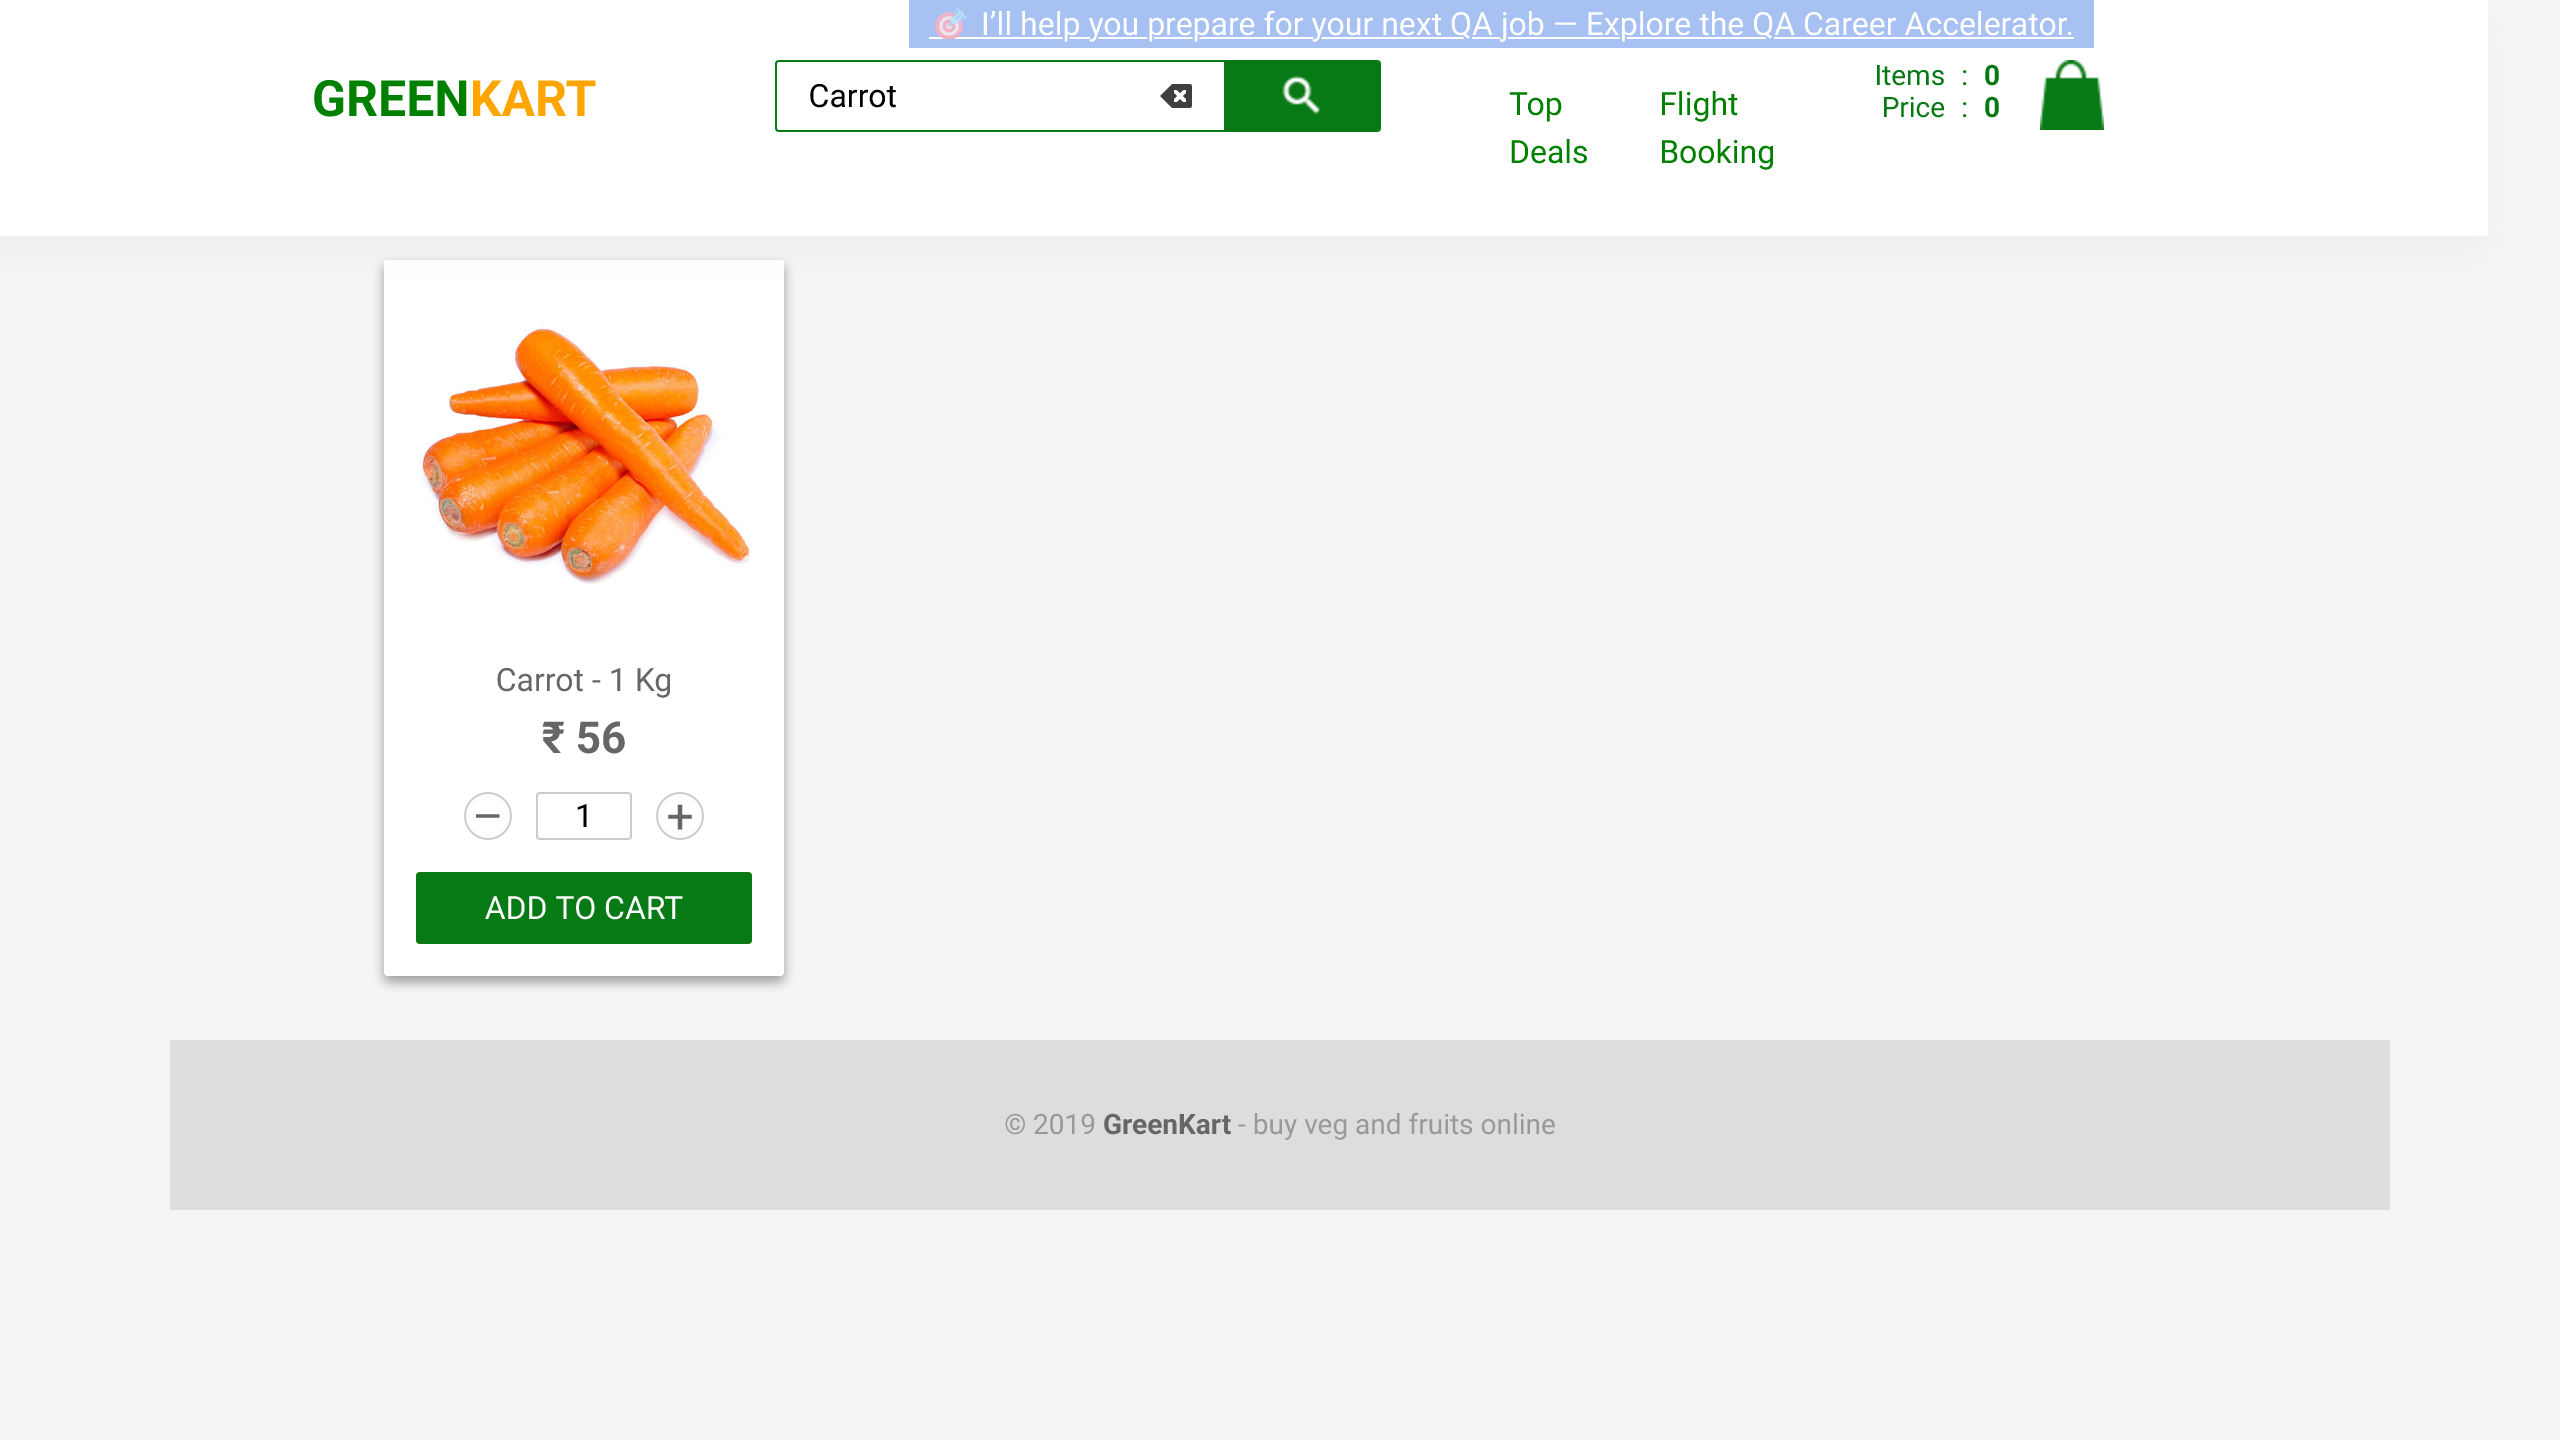 🎯 I’ll help you prepare for your next QA job — Explore the QA Career Accelerator.
GREENKART
Carrot
Top Deals
Flight Booking
Items : 0
Price : 0
Carrot - 1 Kg
₹ 56
1
ADD TO CART
© 2019 GreenKart - buy veg and fruits online